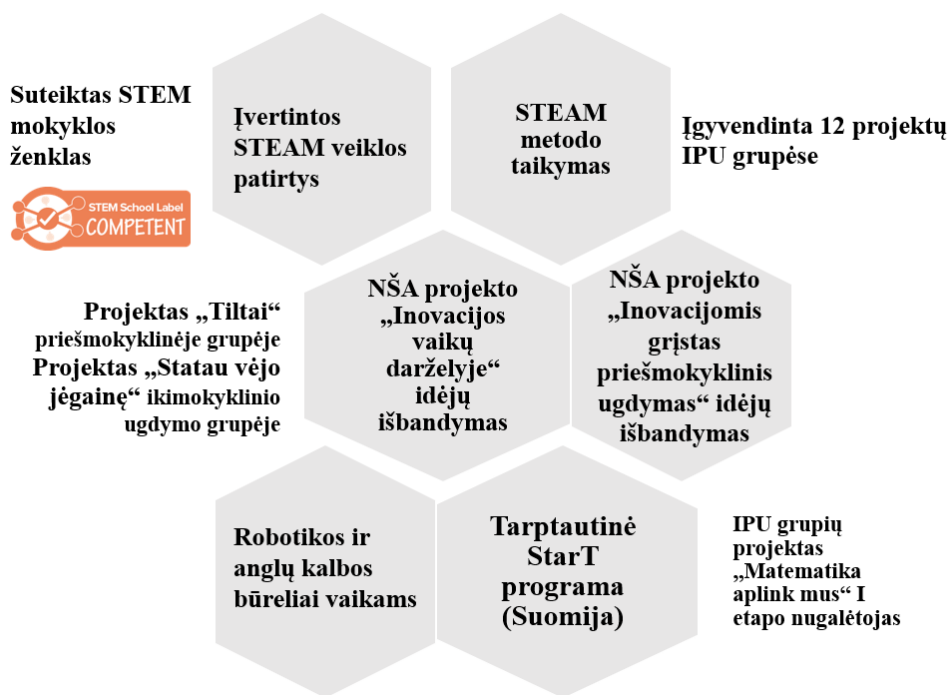 Suteiktas STEM
mokyklos
ženklas
STEM School Label
COMPETENT
Įvertintos
STEAM veiklos
patirtys
STEAM
metodo
taikymas
Įgyvendinta 12 projektų
IPU grupėse
Projektas „Tiltai“
priešmokyklinėje grupėje
Projektas „Statau vėjo
jėgainę“ ikimokyklinio
ugdymo grupėje
NŠA projekto
„Inovacijos
vaikų
darželyje“
idėjų
išbandymas
NŠA projekto
„Inovacijomis
grįstas
priešmokyklinis
ugdymas“ idėjų
išbandymas
Robotikos ir
anglų kalbos
būreliai vaikams
Tarptautinė
StarT
programa
(Suomija)
IPU grupių
projektas
„Matematika
aplink mus“ I
etapo nugalėtojas